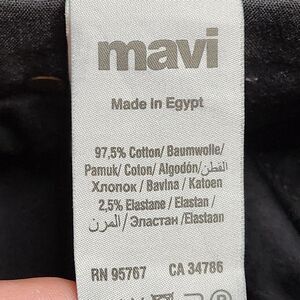 mavi
Made in Egypt
97,5% Cotton/ Baumwolle/
Pamuk/ Coton/ Algodón/القطن/
Хлопок / Bavlna / Katoen
2,5% Elastane / Elastan /
المرن/ Эластан /Elastaan
RN 95767 CA 34786